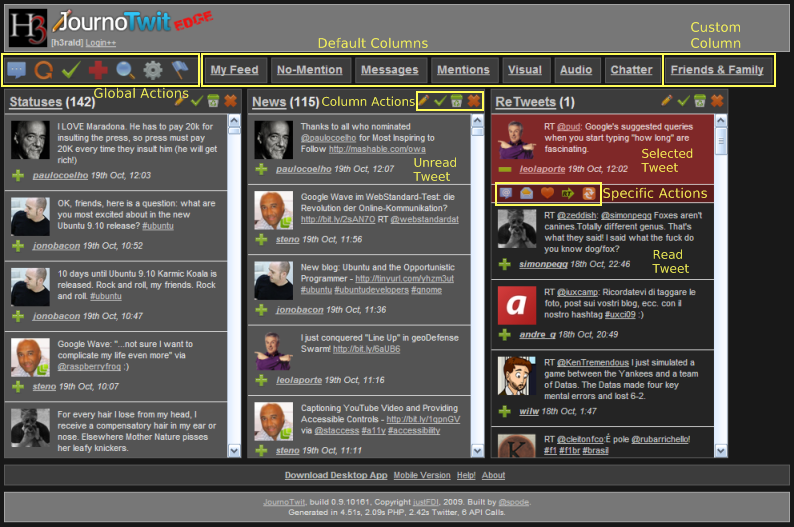 H3
JournoTwit EDGE
[h3rald] Login++
Default Columns
Custom
Column
My Feed
No-Mention
Messages
Mentions
Visual
Audio
Chatter
Friends & Family
Global Actions
Statuses (142)
I LOVE Maradona. He has to pay 20k for
insulting the press, so press must pay
20K every time they insult him (he will get
rich!)
paulocoelho 19th Oct, 12:03
OK, friends, here is a question: what are
you most excited about in the new
Ubuntu 9.10 release? #ubuntu
jonobacon 19th Oct, 10:52
10 days until Ubuntu 9.10 Karmic Koala is
released. Rock and roll, my friends. Rock
and roll. #ubuntu
jonobacon 19th Oct, 10:47
Google Wave: "...not sure I want to
complicate my life even more" via
@raspberryfrog :)
steno 19th Oct, 10:07
For every hair I lose from my head, I
receive a compensatory hair in my ear or
nose. Elsewhere Mother Nature pisses
her leafy knickers.
News (115)
Column Actions
Thanks to all who nominated
@paulocoelho for Most Inspiring to
Follow http://mashable.com/owa
paulocoelho 19th Oct, 12:07
Unread
Tweet
Google Wave im WebStandard-Test: die
Revolution der Online-Kommunikation?
http://bit.ly/2sAN7O RT @webstandardat
steno 19th Oct, 11:56
New blog: Ubuntu and the Opportunistic
Programmer - http://tinyurl.com/yhzm3ut
#ubuntu #ubuntudevelopers #gnome
jonobacon 19th Oct, 11:36
I just conquered "Line Up" in geoDefense
Swarm! http://bit.ly/6aUB6
leolaporte 19th Oct, 11:16
Captioning YouTube Video and Providing
Accessible Controls - http://bit.ly/1qpnGV
via @staccess #a11y #accessibility
steno 19th Oct, 11:11
ReTweets (1)
RT @pud: Google's suggested queries
when you start typing "how long" are
fascinating.
leolaporte 19th Oct, 12:02
Selected
Tweet
Specific Actions
RT @zeddish: @simonpegg Foxes aren't
canines.Totally different genus. That's
what they said! I said what the fuck do
you know dog/fox?
simonpegg 18th Oct, 22:46
Read
Tweet
RT @iuxcamp: Ricordatevi di taggare le
foto, post sui vostri blog, ecc. con il
nostro hashtag #uxci09 :)
a
andre_g 18th Oct, 20:49
RT @KenTremendous I just simulated a
game between the Yankees and a team
of Datas. The Datas made four key
mental errors and lost 6-2.
wilw 18th Oct, 1:47
RT @cleitonfco:É pole @rubarrichello!
#f1 #f1br #brasil
K
Download Desktop App Mobile Version Help! About
JournoTwit, build 0.9.10161, Copyright justFDI, 2009. Built by @spode.
Generated in 4.51s, 2.09s PHP, 2.42s Twitter, 6 API Calls.